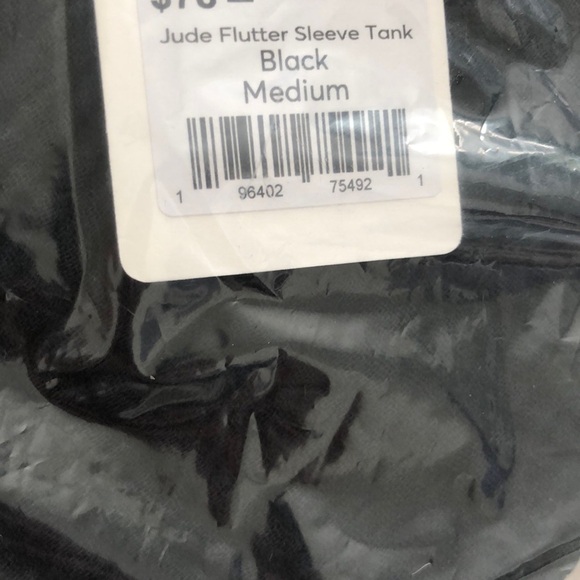 Jude Flutter Sleeve Tank
Black
Medium
1 96402 75492 1